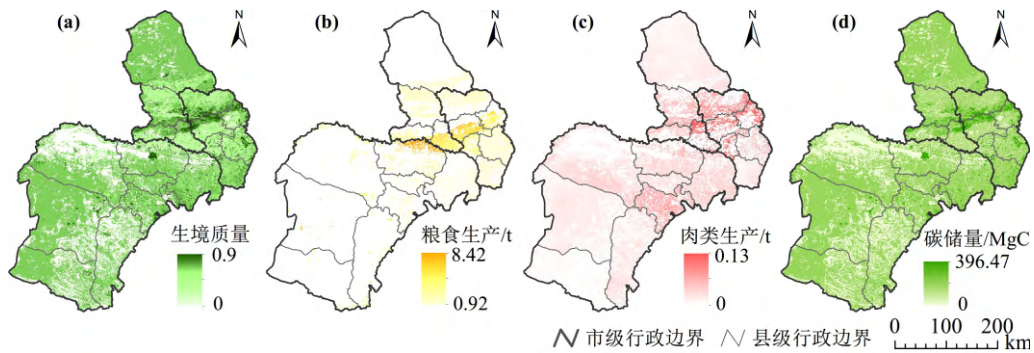 (a)
N
(b)
N
(c)
N
(d)
生境质量
0.9
0
粮食生产/t
8.42
0.92
肉类生产/t
0.13
0
碳储量/MgC
396.47
0
市级行政边界
县级行政边界
0 100 200
km